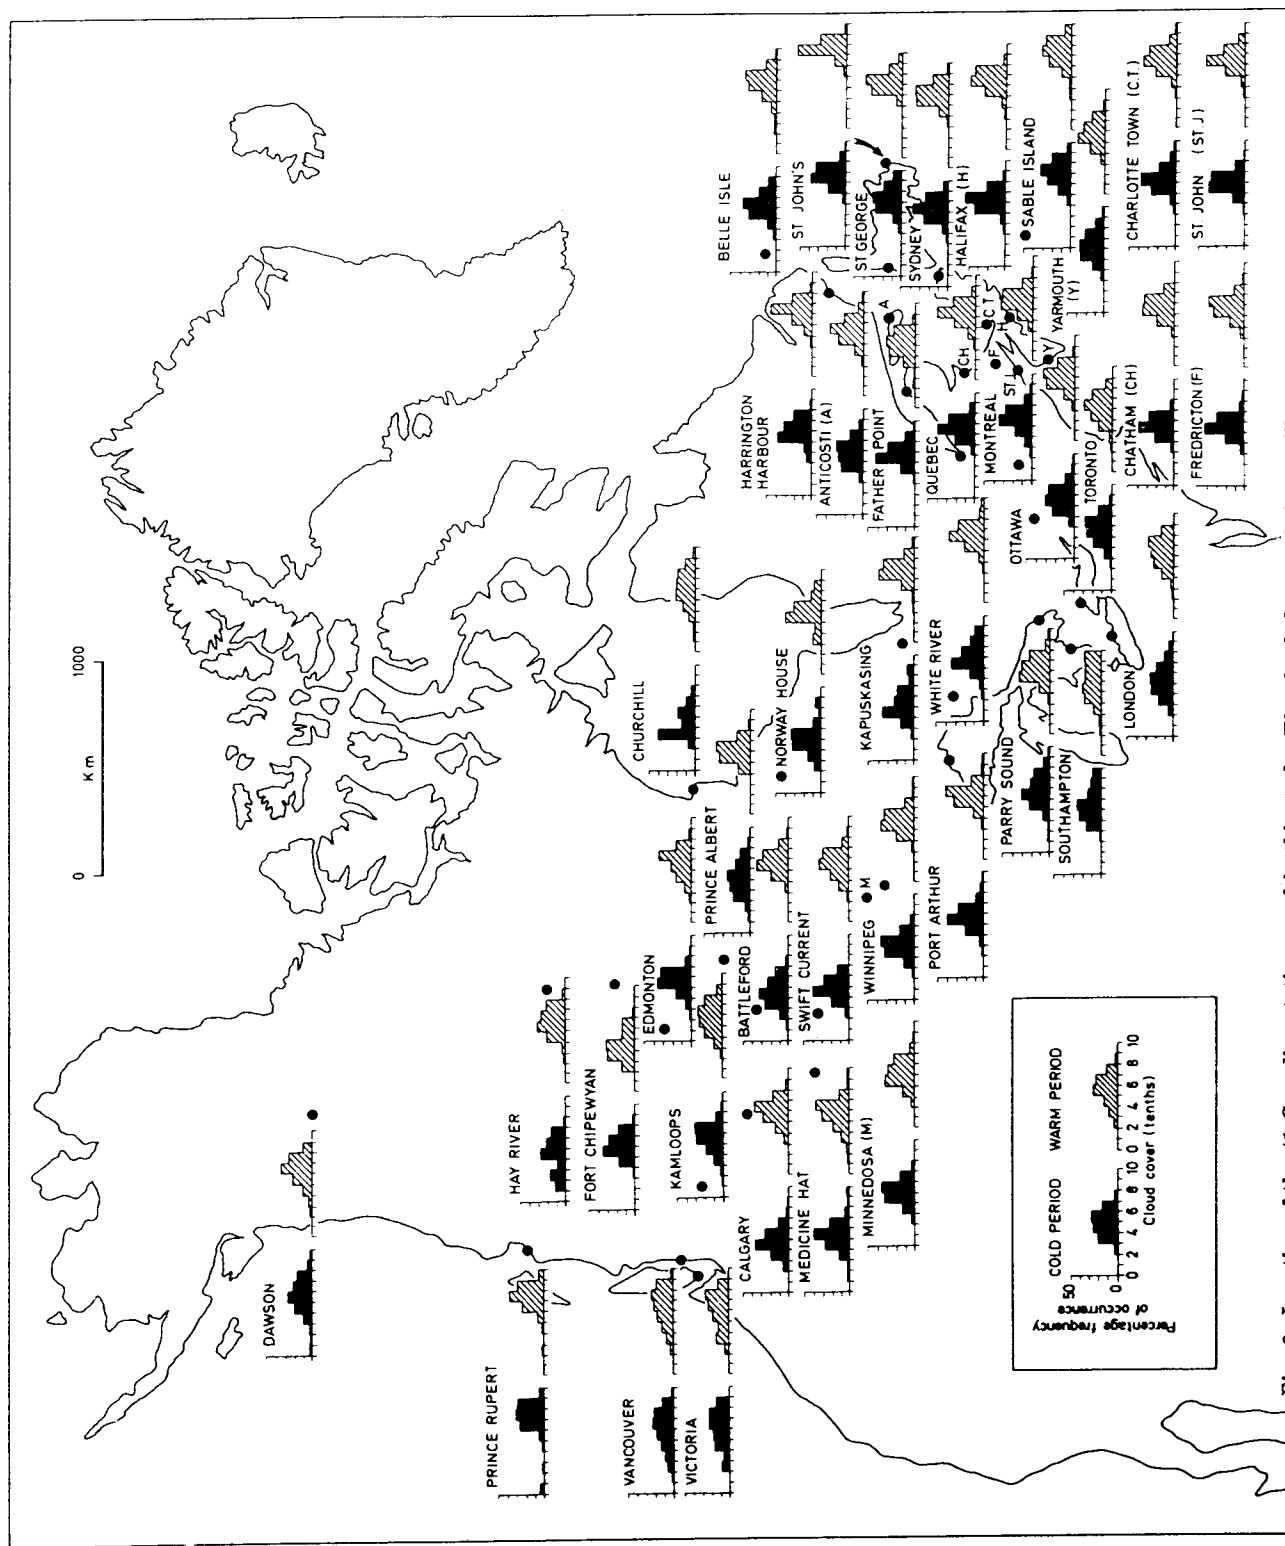 BELLE ISLE
ST JOHN'S
ST GEORGE
SYDNEY
HALIFAX (H)
SABLE ISLAND
YARMOUTH
(Y)
CHARLOTTE TOWN (C.T.)
ST JOHN (ST J)
HARRINGTON
HARBOUR
ANTICOSTI (A)
FATHER POINT
QUEBEC
MONTREAL
OTTAWA
TORONTO
CHATHAM (CH)
FREDRICTON (F)
A
CH
C.T
F
H
ST J
Y
CHURCHILL
NORWAY HOUSE
KAPUSKASING
WHITE RIVER
PARRY SOUND
SOUTHAMPTON
LONDON
PRINCE ALBERT
EDMONTON
BATTLEFORD
SWIFT CURRENT
WINNIPEG
M
PORT ARTHUR
HAY RIVER
FORT CHIPEWYAN
KAMLOOPS
CALGARY
MEDICINE HAT
MINNEDOSA (M)
DAWSON
PRINCE RUPERT
VANCOUVER
VICTORIA
0 1000
Km
COLD PERIOD WARM PERIOD
50
0
Percentage frequency
of occurrence
0 2 4 6 8 10 0 2 4 6 8 10
Cloud cover (tenths)